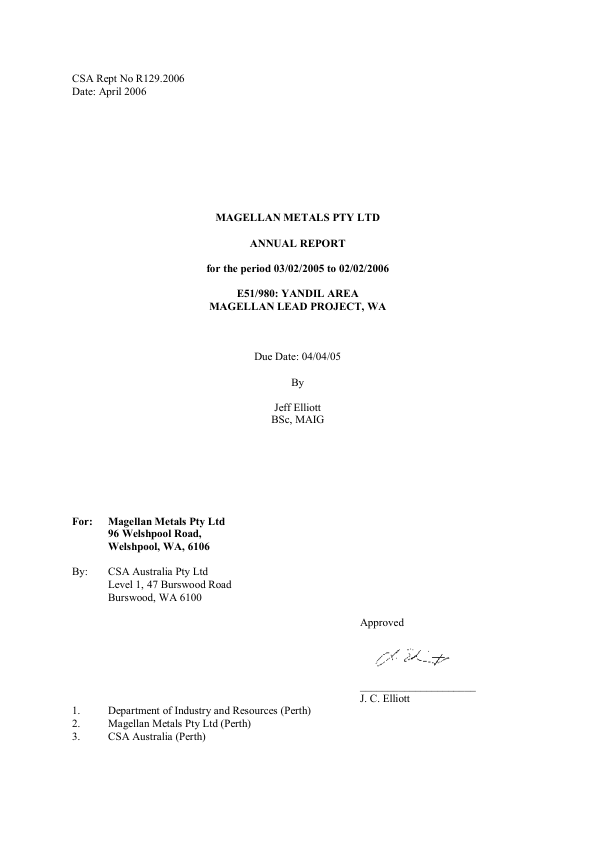 CSA Rept No R129.2006
Date: April 2006
MAGELLAN METALS PTY LTD
ANNUAL REPORT
for the period 03/02/2005 to 02/02/2006
E51/980: YANDIL AREA
MAGELLAN LEAD PROJECT, WA
Due Date: 04/04/05
By
Jeff Elliott
BSc, MAIG
For: Magellan Metals Pty Ltd
96 Welshpool Road,
Welshpool, WA, 6106
By: CSA Australia Pty Ltd
Level 1, 47 Burswood Road
Burswood, WA 6100
Approved
J. C. Elliott
1. Department of Industry and Resources (Perth)
2. Magellan Metals Pty Ltd (Perth)
3. CSA Australia (Perth)